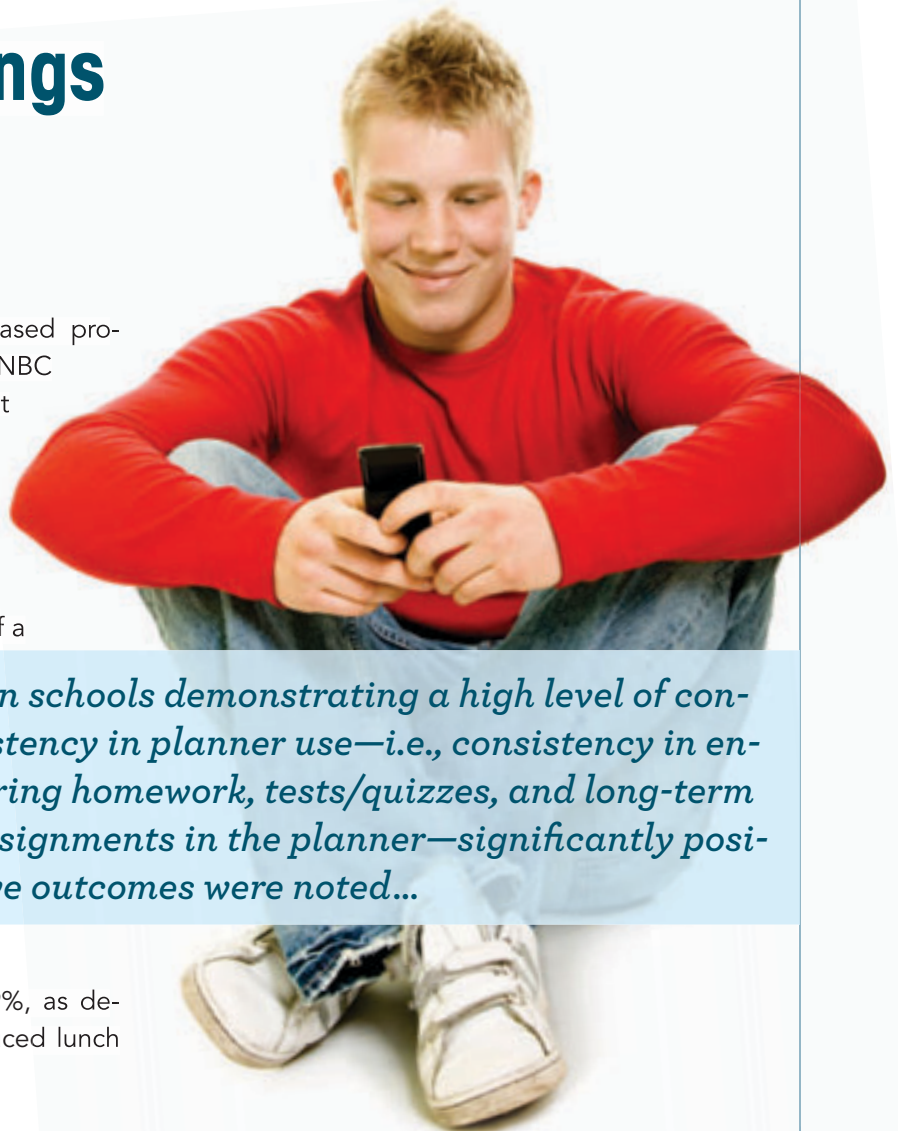 ngs
ased pro-
NBC
t
f a
n schools demonstrating a high level of con-
stency in planner use—i.e., consistency in en-
ring homework, tests/quizzes, and long-term
signments in the planner—significantly posi-
ve outcomes were noted...
%, as de-
ced lunch